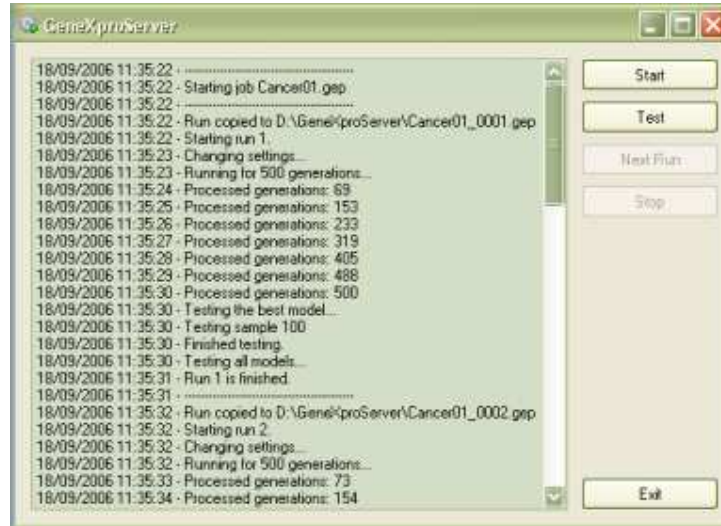 GeneXproServer
18/09/2006 11:35:22 - ----------------------------------------
18/09/2006 11:35:22 - Starting job Cancer01.gep
18/09/2006 11:35:22 - ----------------------------------------
18/09/2006 11:35:22 - Run copied to D:\GeneXproServer\Cancer01_0001.gep
18/09/2006 11:35:22 - Starting run 1.
18/09/2006 11:35:23 - Changing settings...
18/09/2006 11:35:23 - Running for 500 generations...
18/09/2006 11:35:24 - Processed generations: 69
18/09/2006 11:35:25 - Processed generations: 153
18/09/2006 11:35:26 - Processed generations: 233
18/09/2006 11:35:27 - Processed generations: 319
18/09/2006 11:35:28 - Processed generations: 405
18/09/2006 11:35:29 - Processed generations: 488
18/09/2006 11:35:30 - Processed generations: 500
18/09/2006 11:35:30 - Testing the best model...
18/09/2006 11:35:30 - Testing sample 100
18/09/2006 11:35:30 - Finished testing.
18/09/2006 11:35:30 - Testing all models...
18/09/2006 11:35:31 - Run 1 is finished.
18/09/2006 11:35:31 - ----------------------------------------
18/09/2006 11:35:32 - Run copied to D:\GeneXproServer\Cancer01_0002.gep
18/09/2006 11:35:32 - Starting run 2.
18/09/2006 11:35:32 - Changing settings...
18/09/2006 11:35:32 - Running for 500 generations...
18/09/2006 11:35:33 - Processed generations: 73
18/09/2006 11:35:34 - Processed generations: 154
Start
Test
Next Run
Stop
Exit